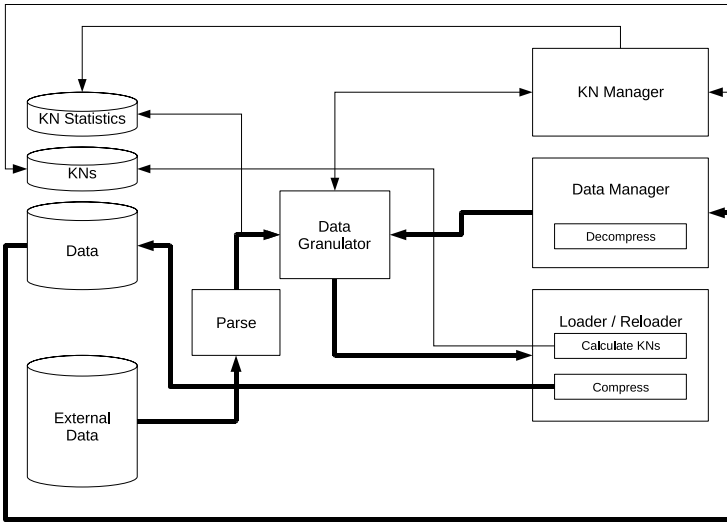 KN Statistics
KNs
Data
External
Data
Parse
Data
Granulator
KN Manager
Data Manager
Decompress
Loader / Reloader
Calculate KNs
Compress